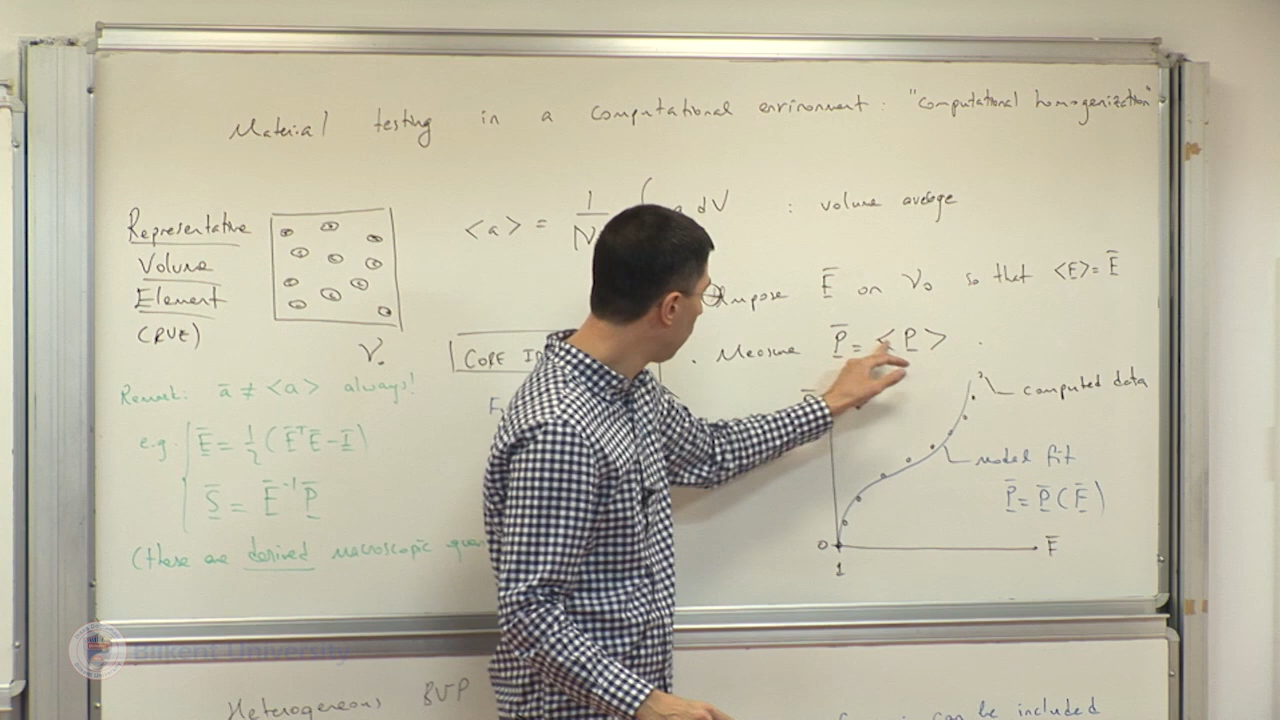 Material testing in a computational environment: "computational homogenization"
Representative
Volume
Element
(RVE)
V₀
<a> = 1 dV : volume average
Impose F̄ on V₀ so that <F> = F̄
CORE
. Measure P̄ = <P>
Remark: ā ≠ <a> always!
e.g. Ē = 1/2 (F̄ᵀF̄ - I)
S̄ = F̄⁻¹P̄
(these are derived macroscopic
computed data
model fit
P̄ = P̄(F̄)
0
1
F̄
Bilkent University
Heterogeneous BVP
can be included